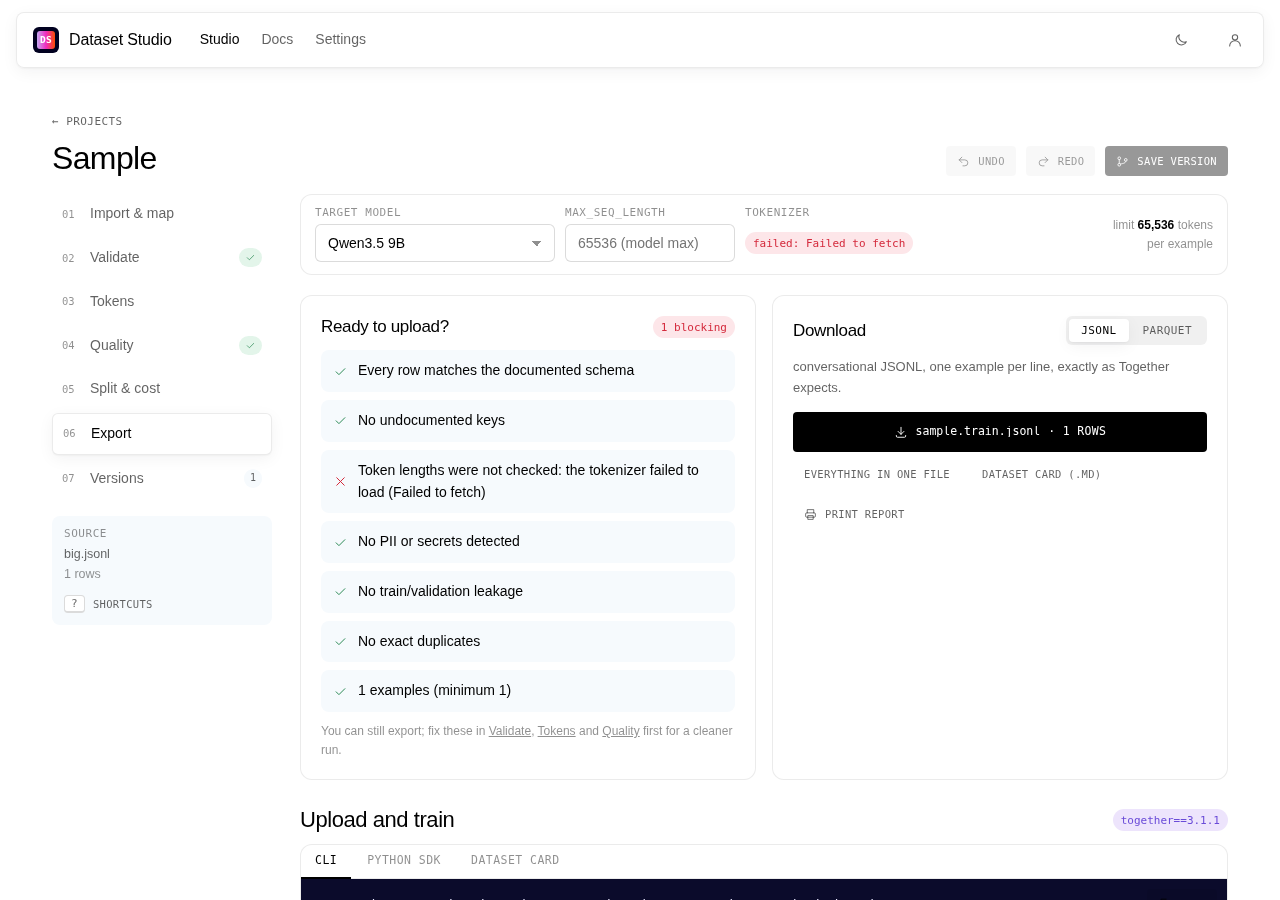 DS
Dataset Studio
Studio
Docs
Settings
← PROJECTS
Sample
UNDO
REDO
SAVE VERSION
01 Import & map
02 Validate
03 Tokens
04 Quality
05 Split & cost
06 Export
07 Versions 1
SOURCE
big.jsonl
1 rows
? SHORTCUTS
TARGET MODEL
Qwen3.5 9B
MAX_SEQ_LENGTH
65536 (model max)
TOKENIZER
failed: Failed to fetch
limit 65,536 tokens
per example
Ready to upload?
1 blocking
Every row matches the documented schema
No undocumented keys
Token lengths were not checked: the tokenizer failed to
load (Failed to fetch)
No PII or secrets detected
No train/validation leakage
No exact duplicates
1 examples (minimum 1)
You can still export; fix these in Validate, Tokens and Quality first for a cleaner
run.
Download
JSONL
PARQUET
conversational JSONL, one example per line, exactly as Together
expects.
sample.train.jsonl · 1 ROWS
EVERYTHING IN ONE FILE
DATASET CARD (.MD)
PRINT REPORT
Upload and train
together==3.1.1
CLI
PYTHON SDK
DATASET CARD